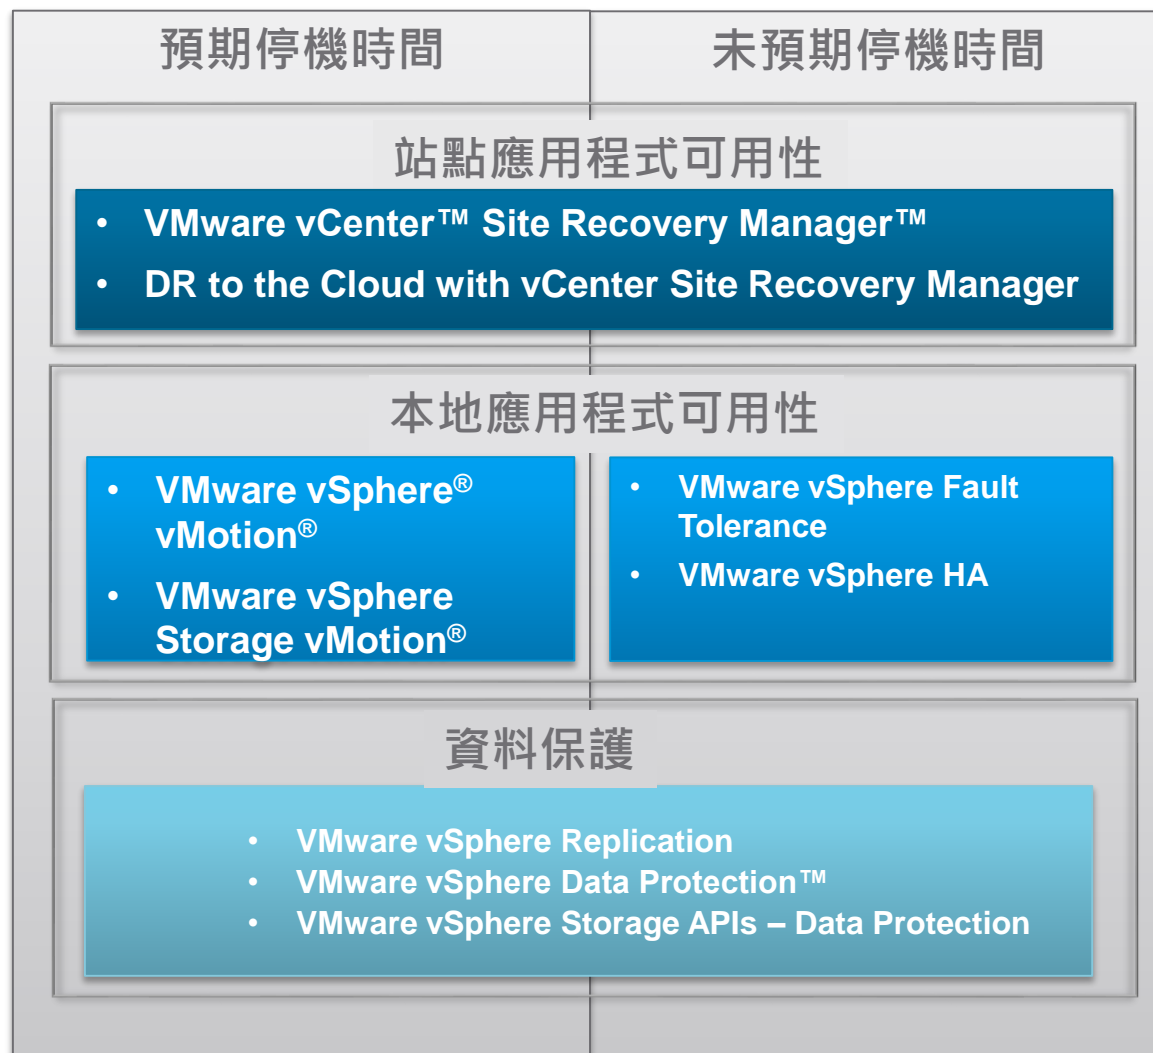 預期停機時間
未預期停機時間
站點應用程式可用性
• VMware vCenter™ Site Recovery Manager™
• DR to the Cloud with vCenter Site Recovery Manager
本地應用程式可用性
• VMware vSphere®
vMotion®
• VMware vSphere
Storage vMotion®
• VMware vSphere Fault
Tolerance
• VMware vSphere HA
資料保護
• VMware vSphere Replication
• VMware vSphere Data Protection™
• VMware vSphere Storage APIs – Data Protection